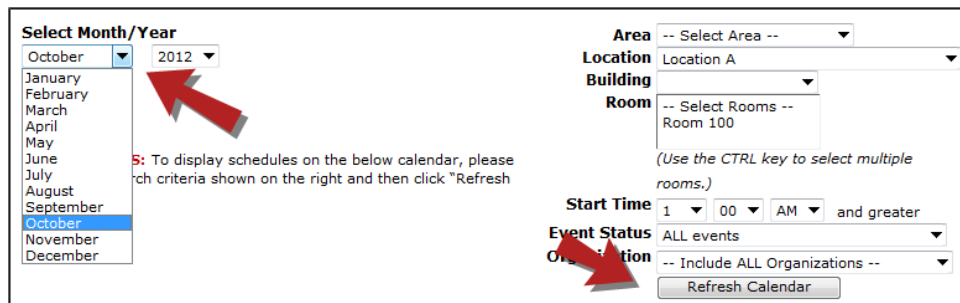 Select Month/Year
October 2012
January
February
March
April
May
June
July
August
September
October
November
December
S: To display schedules on the below calendar, please
rch criteria shown on the right and then click "Refresh
Area -- Select Area --
Location Location A
Building
Room -- Select Rooms --
Room 100
(Use the CTRL key to select multiple
rooms.)
Start Time 1 00 AM and greater
Event Status ALL events
-- Include ALL Organizations --
Refresh Calendar